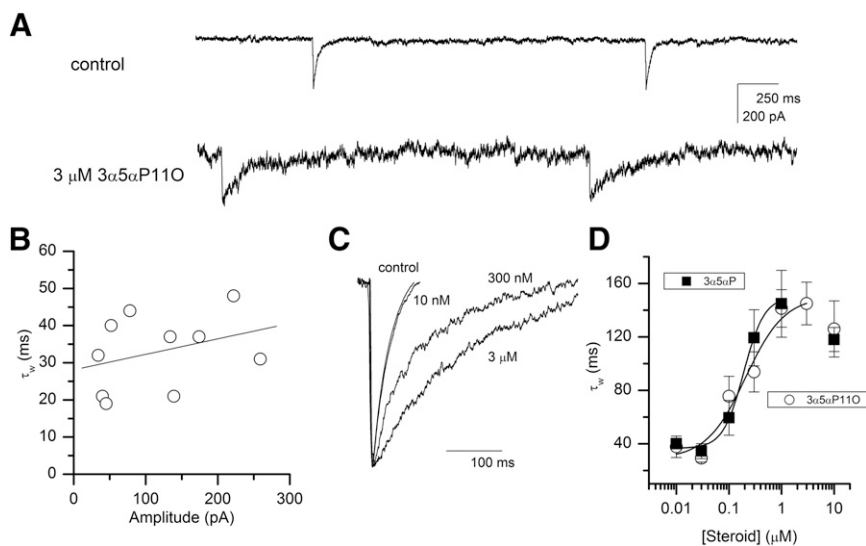 A
control
250 ms
200 pA
3 μM 3α5αP11O
B
60
50
40
30
20
10
0
τw (ms)
0 100 200 300
Amplitude (pA)
C
control
10 nM
300 nM
3 μM
100 ms
D
3α5αP
160
120
80
40
τw (ms)
3α5αP11O
0.01 0.1 1 10
[Steroid] (μM)